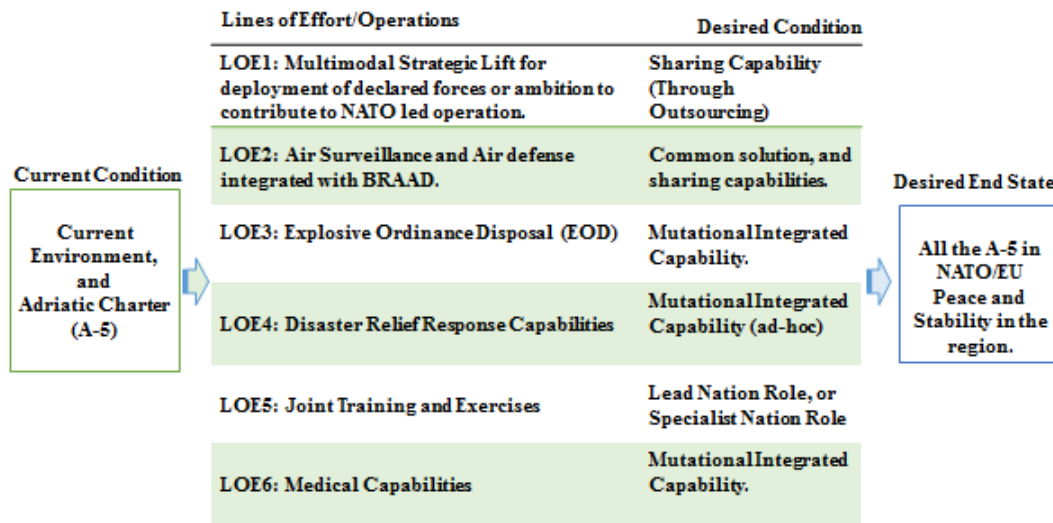 Lines of Effort/Operations
Desired Condition
LOE1: Multimodal Strategic Lift for
deployment of declared forces or ambition to
contribute to NATO led operation.
Sharing Capability
(Through
Outsourcing)
LOE2: Air Surveillance and Air defense
integrated with BRAAD.
Common solution, and
sharing capabilities.
Current Condition
Current
Environment,
and
Adriatic Charter
(A-5)
LOE3: Explosive Ordinance Disposal (EOD)
Mutational Integrated
Capability.
LOE4: Disaster Relief Response Capabilities
Mutational Integrated
Capability (ad-hoc)
LOE5: Joint Training and Exercises
Lead Nation Role, or
Specialist Nation Role
LOE6: Medical Capabilities
Mutational Integrated
Capability.
Desired End State
All the A-5 in
NATO/EU
Peace and
Stability in the
region.